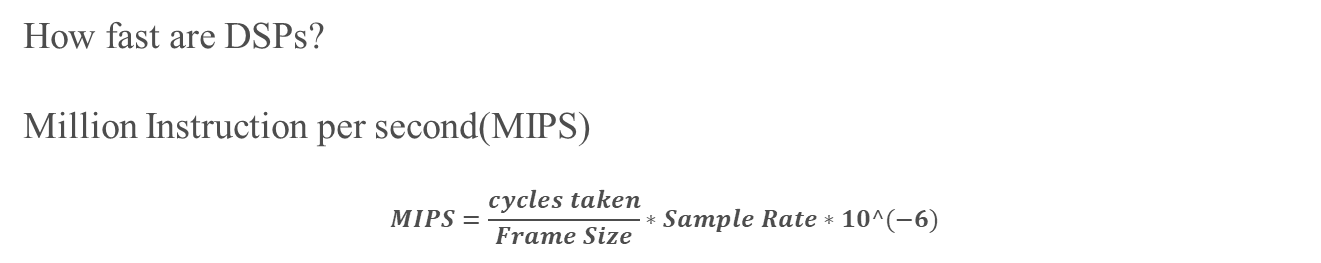 How fast are DSPs?
Million Instruction per second(MIPS)
MIPS = cycles taken / Frame Size * Sample Rate * 10^(−6)